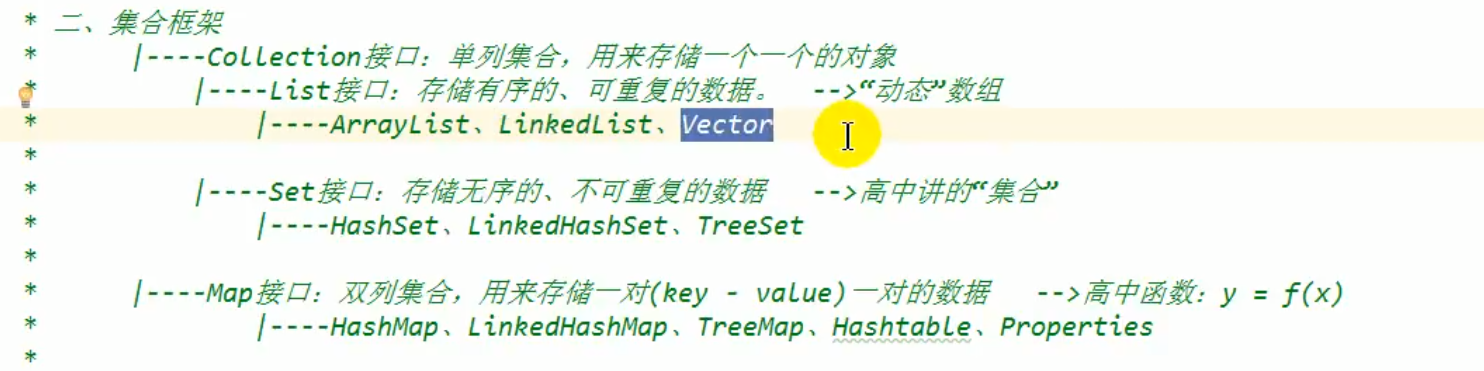 * 二、集合框架
*      |----Collection接口：单列集合，用来存储一个一个的对象
*          |----List接口：存储有序的、可重复的数据。  -->“动态”数组
*              |----ArrayList、LinkedList、Vector
*
*          |----Set接口：存储无序的、不可重复的数据   -->高中讲的“集合”
*              |----HashSet、LinkedHashSet、TreeSet
*
*      |----Map接口：双列集合，用来存储一对(key - value)一对的数据   -->高中函数：y = f(x)
*              |----HashMap、LinkedHashMap、TreeMap、Hashtable、Properties
*